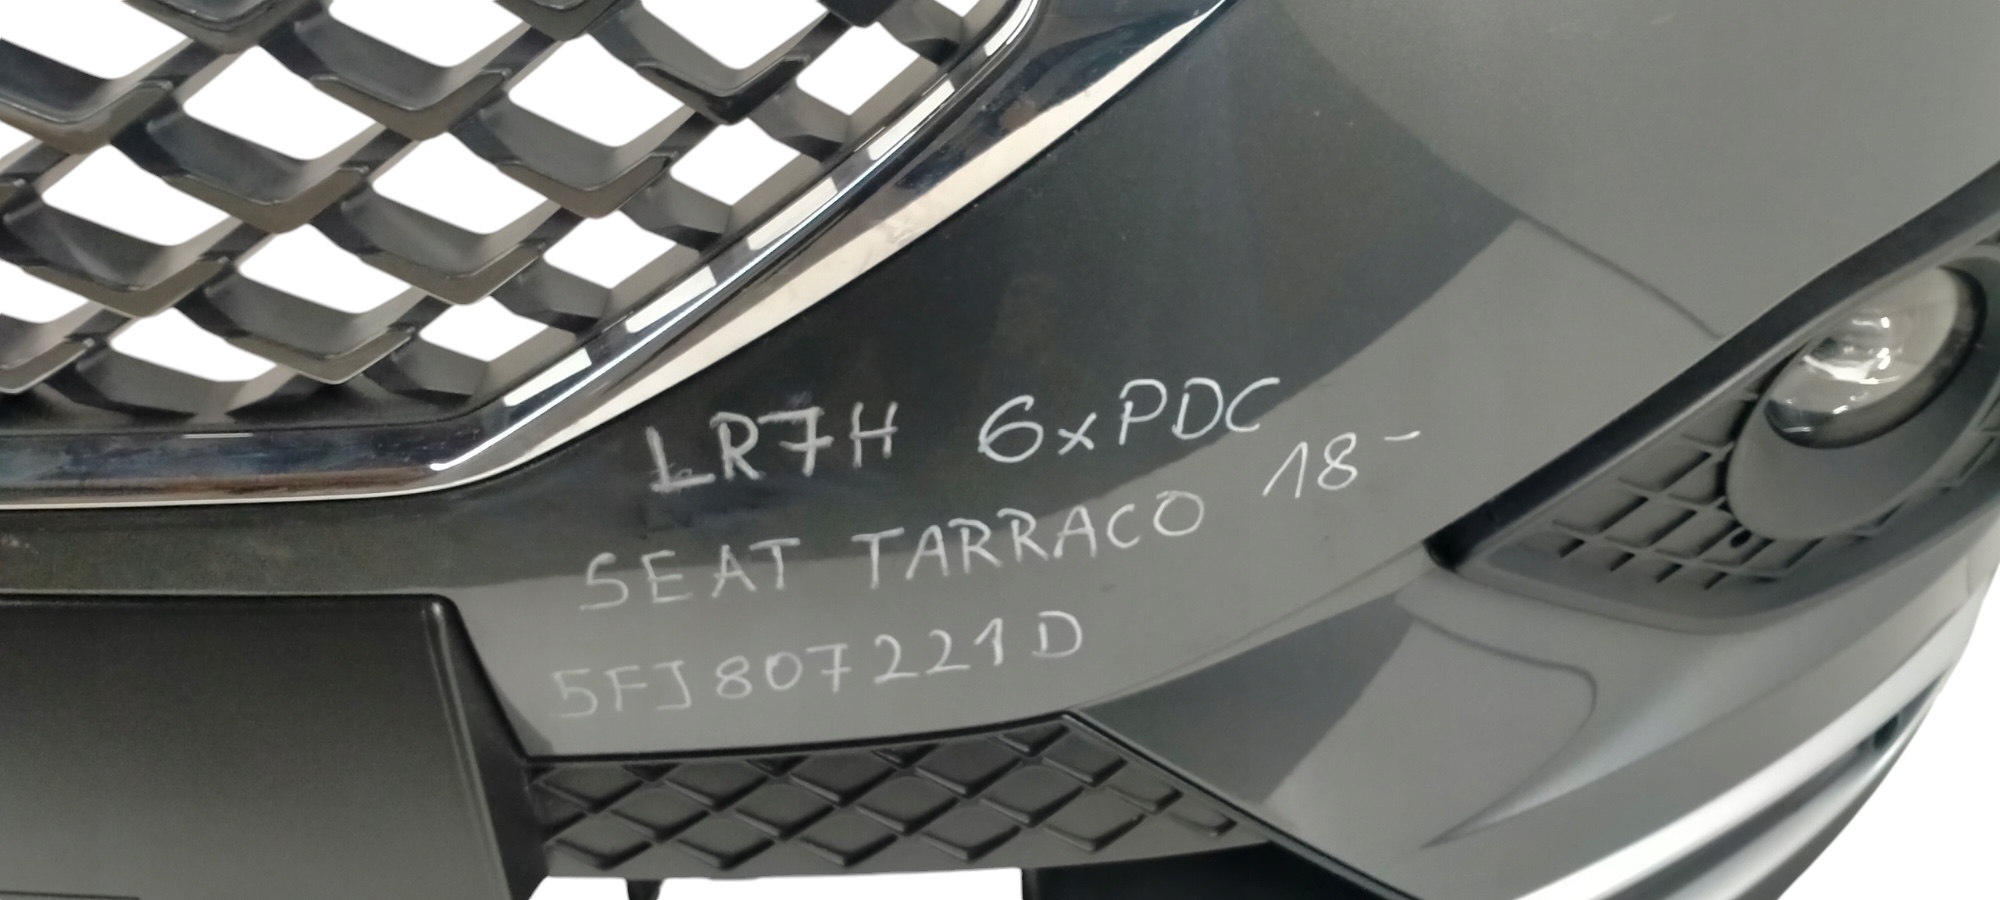 LR7H 6xPDC
SEAT TARRACO 18-
5FJ807221D